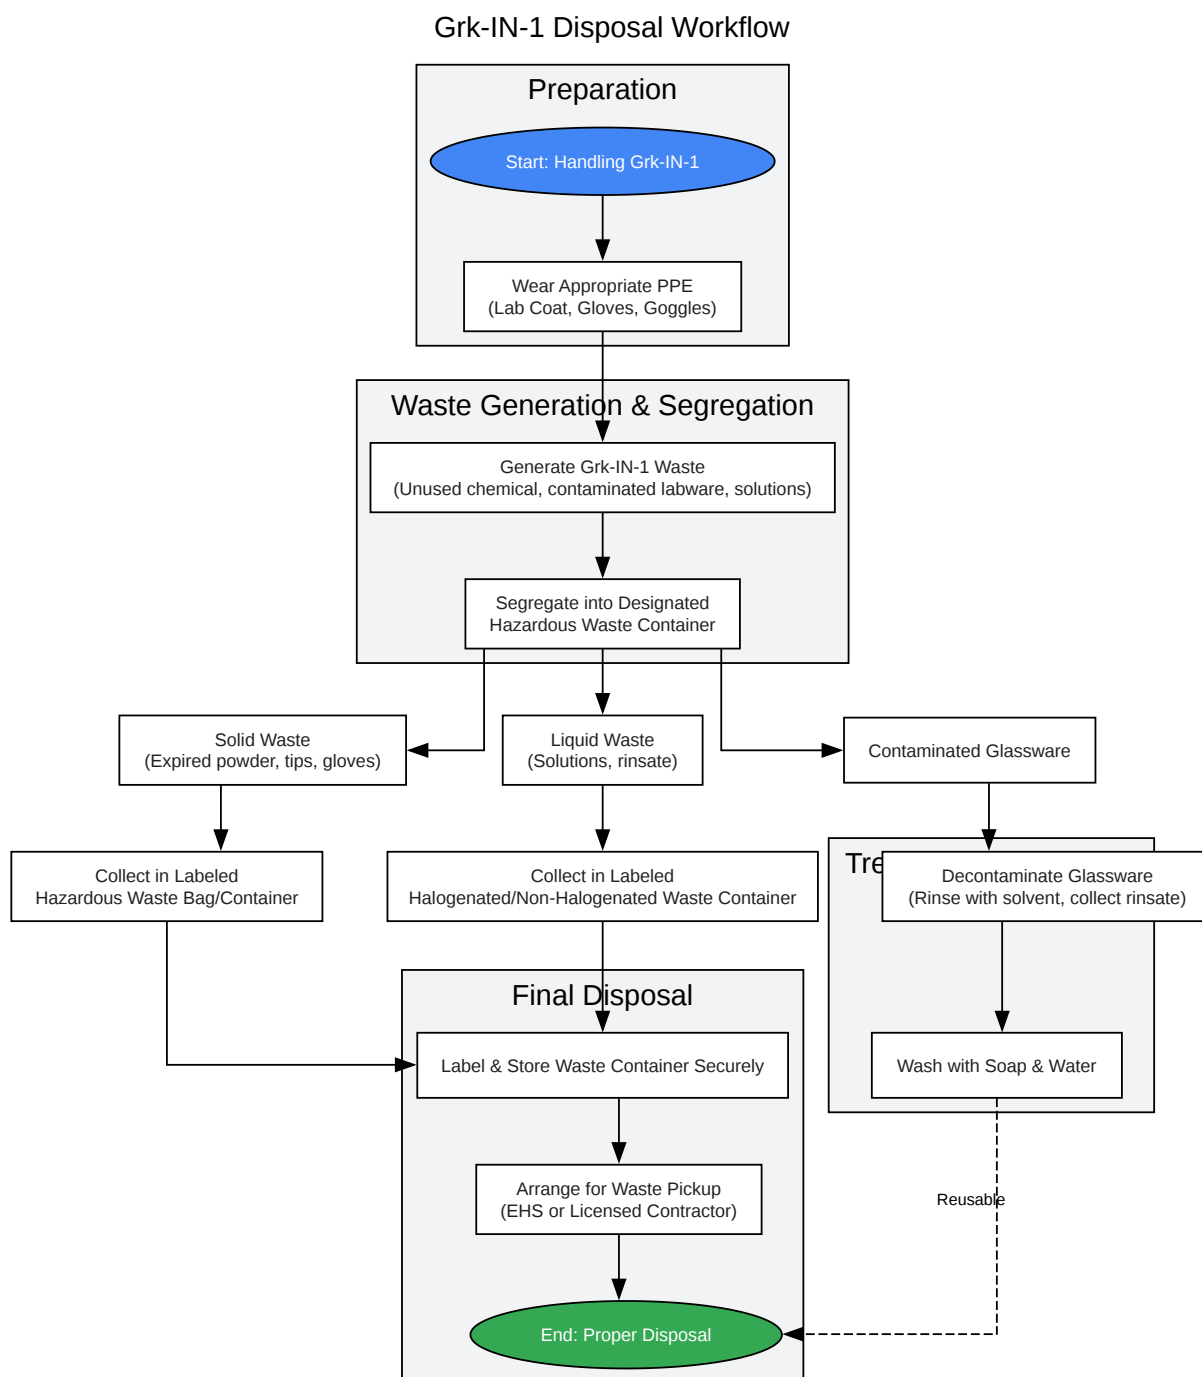 Grk-IN-1 Disposal Workflow
Preparation
Start: Handling Grk-IN-1
Wear Appropriate PPE
(Lab Coat, Gloves, Goggles)
Waste Generation & Segregation
Generate Grk-IN-1 Waste
(Unused chemical, contaminated labware, solutions)
Segregate into Designated
Hazardous Waste Container
Solid Waste
(Expired powder, tips, gloves)
Liquid Waste
(Solutions, rinsate)
Contaminated Glassware
Collect in Labeled
Hazardous Waste Bag/Container
Collect in Labeled
Halogenated/Non-Halogenated Waste Container
Decontaminate Glassware
(Rinse with solvent, collect rinsate)
Final Disposal
Label & Store Waste Container Securely
Wash with Soap & Water
Arrange for Waste Pickup
(EHS or Licensed Contractor)
Reusable
End: Proper Disposal